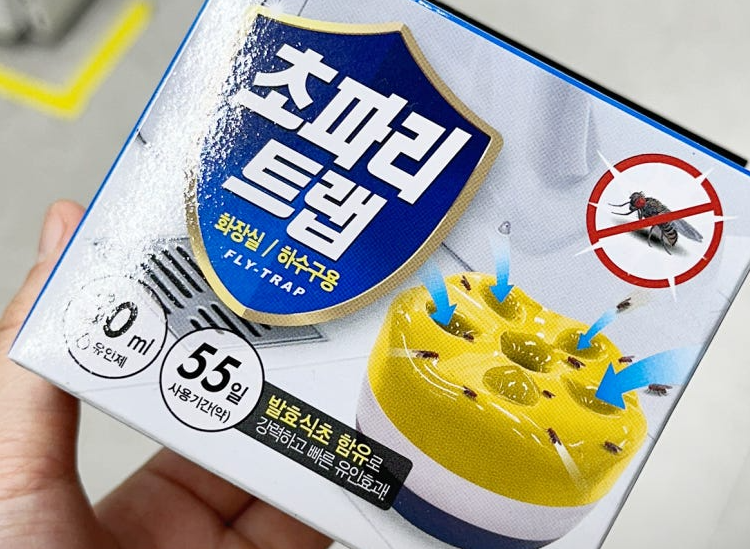 초파리
트랩
화장실 / 하수구용
FLY-TRAP
ml
유인제
55일
사용기간(약)
발효식초 함유로
강력하고 빠른 유인효과!